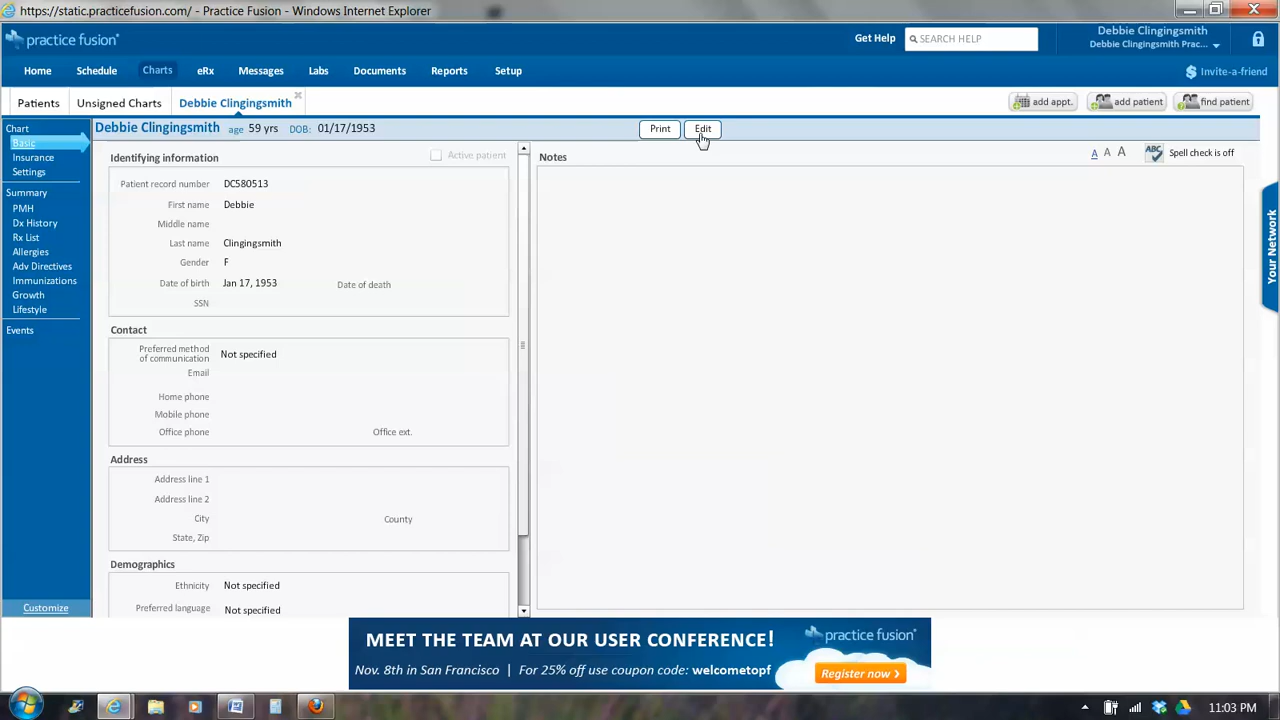 https://static.practicefusion.com/ - Practice Fusion - Windows Internet Explorer
practice fusion
Get Help
SEARCH HELP
Debbie Clingingsmith
Debbie Clingingsmith Prac...
Home Schedule Charts eRx Messages Labs Documents Reports Setup
Invite-a-friend
Patients Unsigned Charts Debbie Clingingsmith
add appt. add patient find patient
Chart
Basic
Insurance
Settings
Summary
PMH
Dx History
Rx List
Allergies
Adv Directives
Immunizations
Growth
Lifestyle
Events
Customize
Debbie Clingingsmith age 59 yrs DOB: 01/17/1953
Print Edit
Identifying information
Active patient
Patient record number DC580513
First name Debbie
Middle name
Last name Clingingsmith
Gender F
Date of birth Jan 17, 1953 Date of death
SSN
Contact
Preferred method
of communication Not specified
Email
Home phone
Mobile phone
Office phone Office ext.
Address
Address line 1
Address line 2
City County
State, Zip
Demographics
Ethnicity Not specified
Preferred language Not specified
Notes
A A A
ABC
Spell check is off
Your Network
MEET THE TEAM AT OUR USER CONFERENCE!
Nov. 8th in San Francisco | For 25% off use coupon code: welcometopf
practice fusion
Register now >
11:03 PM